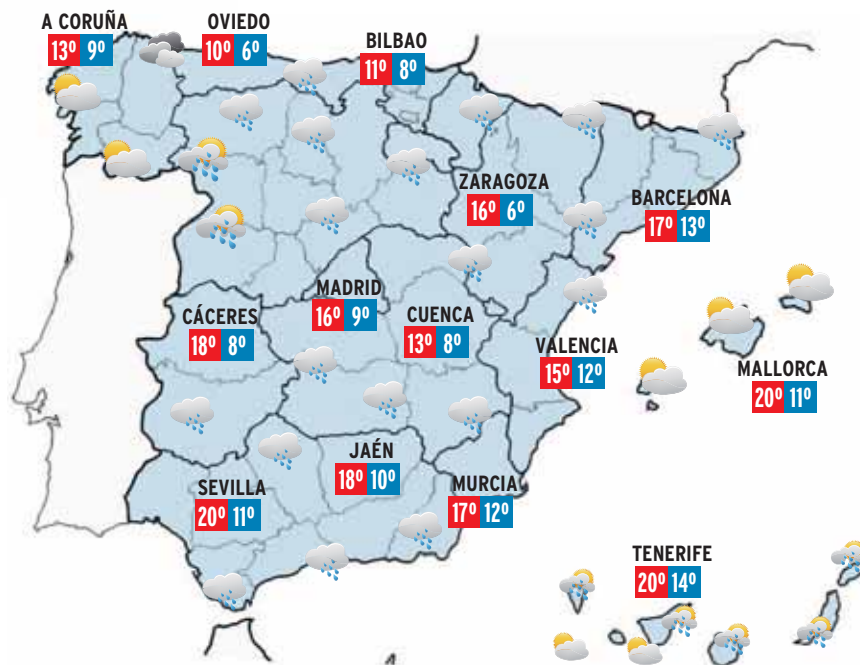 A CORUÑA
13º 9º
OVIEDO
10º 6º
BILBAO
11º 8º
ZARAGOZA
16º 6º
BARCELONA
17º 13º
MADRID
16º 9º
CÁCERES
18º 8º
CUENCA
13º 8º
VALENCIA
15º 12º
MALLORCA
20º 11º
JAÉN
18º 10º
SEVILLA
20º 11º
MURCIA
17º 12º
TENERIFE
20º 14º